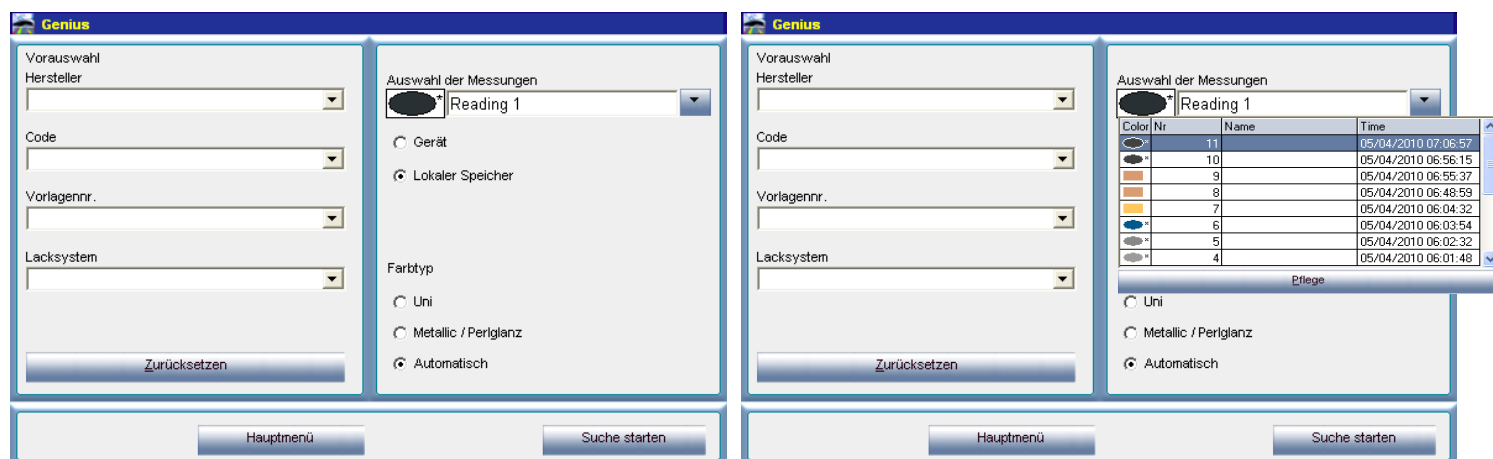 Genius
Vorauswahl
Hersteller
Code
Vorlagennr.
Lacksystem
Zurücksetzen
Auswahl der Messungen
* Reading 1
Gerät
Lokaler Speicher
Farbtyp
Uni
Metallic / Perlglanz
Automatisch
Hauptmenü Suche starten
Genius
Vorauswahl
Hersteller
Code
Vorlagennr.
Lacksystem
Zurücksetzen
Auswahl der Messungen
* Reading 1
Color Nr Name Time
* 11 05/04/2010 07:06:57
* 10 05/04/2010 06:56:15
9 05/04/2010 06:55:37
8 05/04/2010 06:48:59
7 05/04/2010 06:04:32
* 6 05/04/2010 06:03:54
* 5 05/04/2010 06:02:32
* 4 05/04/2010 06:01:48
Pflege
Uni
Metallic / Perlglanz
Automatisch
Hauptmenü Suche starten